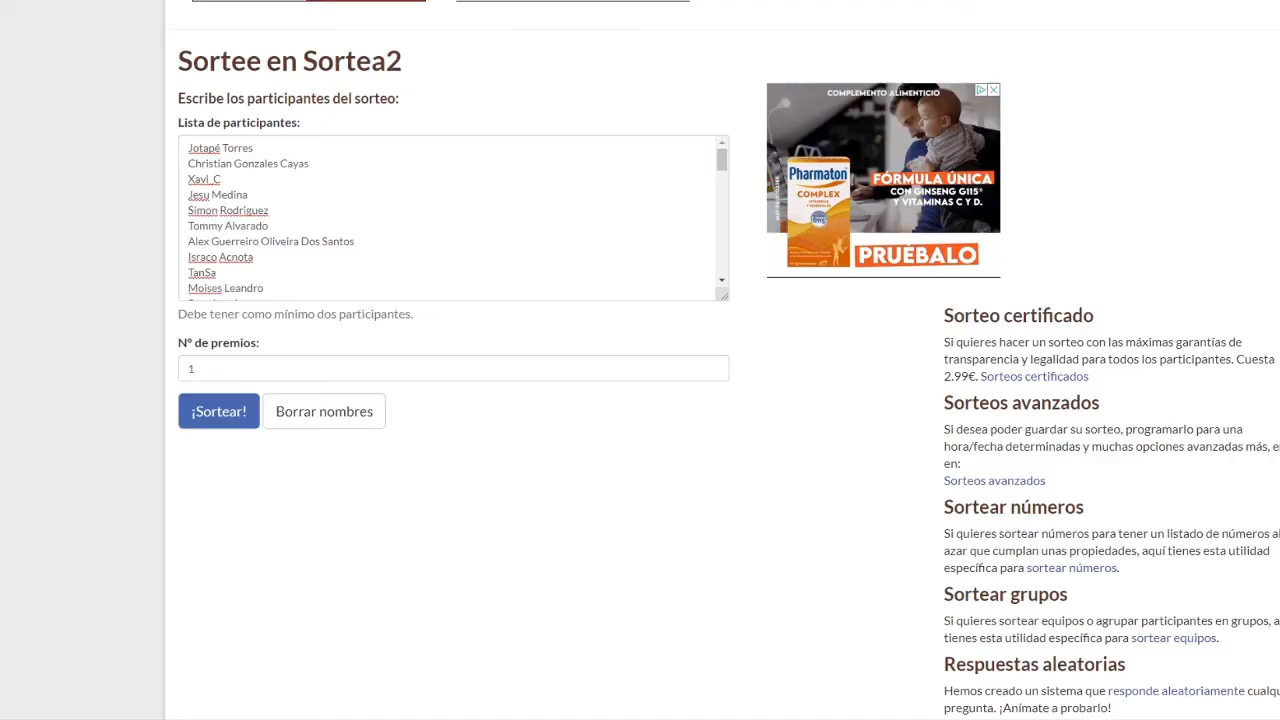 Sortee en Sortea2
Escribe los participantes del sorteo:
Lista de participantes:
Jotapé Torres
Christian Gonzales Cayas
Xavi_C
Jesu Medina
Simon Rodriguez
Tommy Alvarado
Alex Guerreiro Oliveira Dos Santos
Israco Acnota
TanSa
Moises Leandro
Debe tener como mínimo dos participantes.
Nº de premios:
1
¡Sortear!
Borrar nombres
COMPLEMENTO ALIMENTICIO
Pharmaton
COMPLEX
FÓRMULA ÚNICA
CON GINSENG G115®
Y VITAMINAS C Y D.
PRUÉBALO
Sorteo certificado
Si quieres hacer un sorteo con las máximas garantías de
transparencia y legalidad para todos los participantes. Cuesta
2.99€. Sorteos certificados
Sorteos avanzados
Si desea poder guardar su sorteo, programarlo para una
hora/fecha determinadas y muchas opciones avanzadas más, e
en:
Sorteos avanzados
Sortear números
Si quieres sortear números para tener un listado de números al
azar que cumplan unas propiedades, aquí tienes esta utilidad
específica para sortear números.
Sortear grupos
Si quieres sortear equipos o agrupar participantes en grupos, a
tienes esta utilidad específica para sortear equipos.
Respuestas aleatorias
Hemos creado un sistema que responde aleatoriamente cualqu
pregunta. ¡Anímate a probarlo!